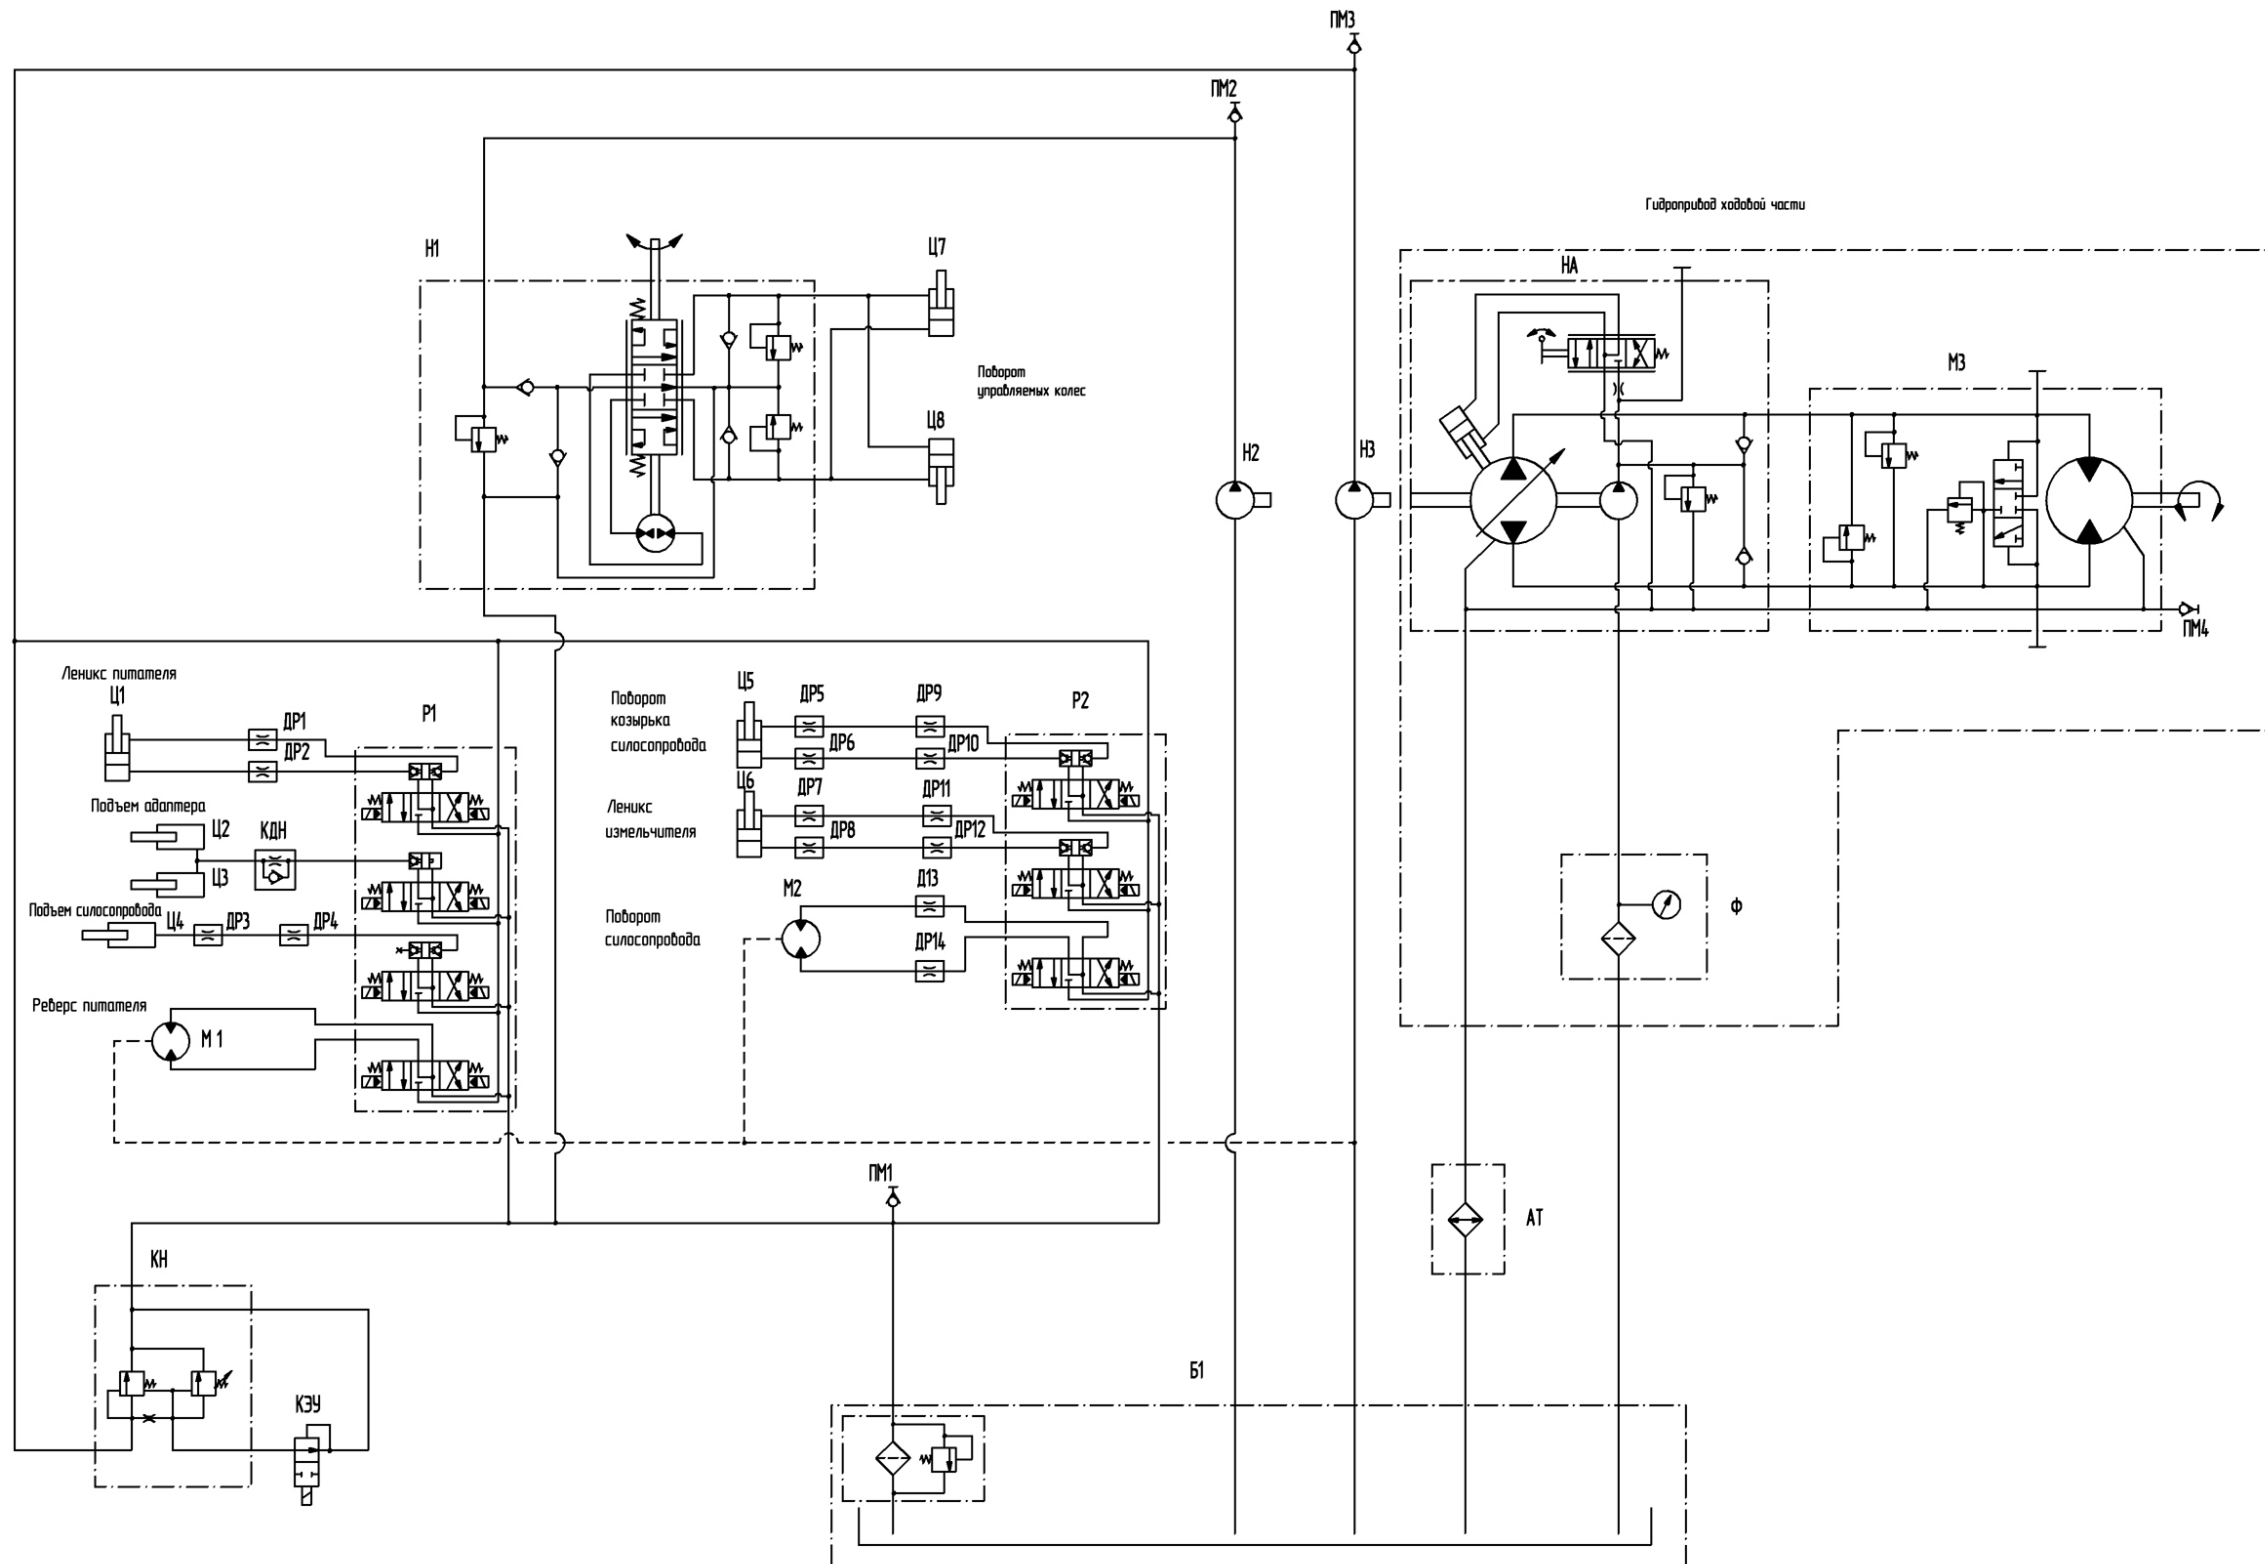 ПМ3
ПМ2
Гидропривод ходовой части
Н1
Ц7
НА
М3
Поворот
управляемых колес
Ц8
Н2
Н3
ПМ4
Леникс питателя
Ц1
ДР1
ДР2
Р1
Подъем адаптера
Ц2
КДН
Ц3
Подъем силосопровода
Ц4
ДР3
ДР4
Реверс питателя
М 1
Поворот
козырька
силосопровода
Ц5
ДР5
ДР9
Р2
ДР6
ДР10
Ц6
ДР7
ДР11
Леникс
измельчителя
ДР8
ДР12
М2
Д13
Поворот
силосопровода
ДР14
Ф
ПМ1
АТ
КН
КЭУ
Б1